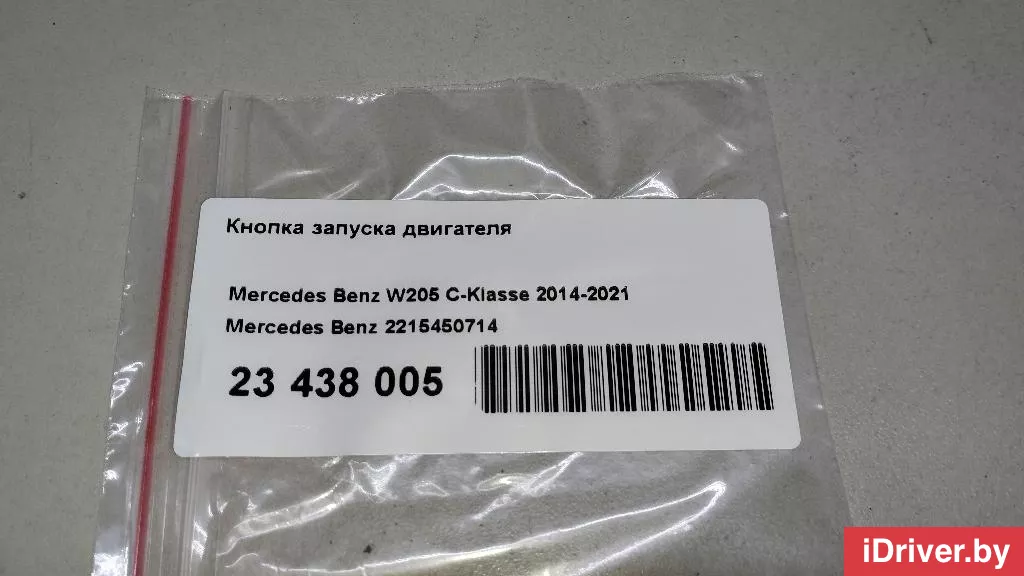 Кнопка запуска двигателя
Mercedes Benz W205 C-Klasse 2014-2021
Mercedes Benz 2215450714
23 438 005
iDriver.by